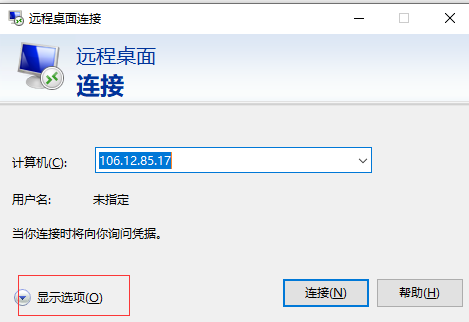 远程桌面连接
远程桌面
连接
计算机(C): 106.12.85.17
用户名: 未指定
当你连接时将向你询问凭据。
显示选项(O) 连接(N) 帮助(H)